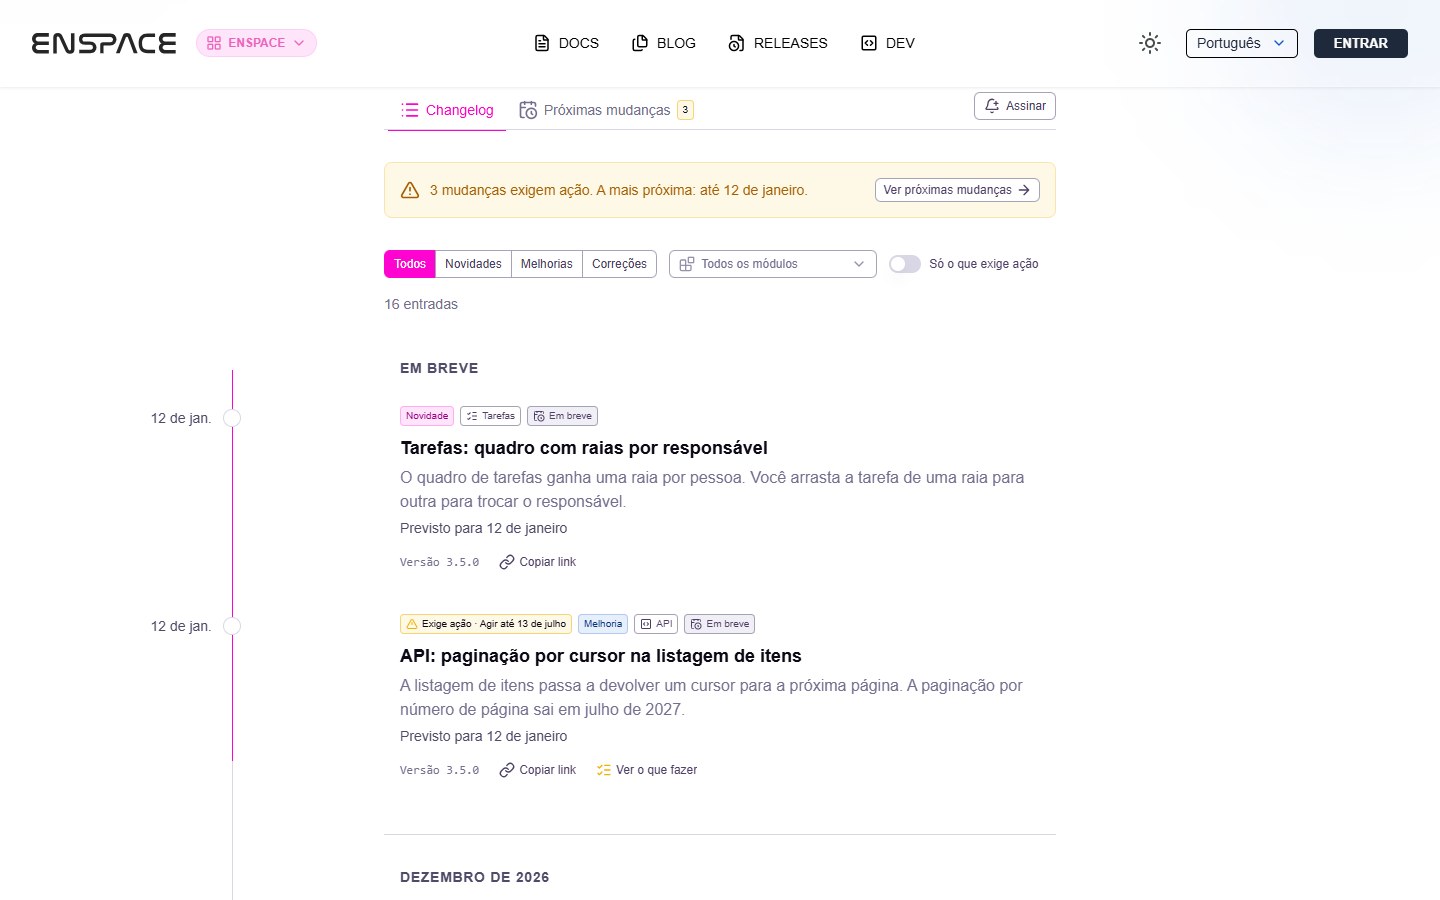 ENSPACE
ENSPACE
DOCS
BLOG
RELEASES
DEV
Português
ENTRAR
Changelog
Próximas mudanças 3
Assinar
3 mudanças exigem ação. A mais próxima: até 12 de janeiro.
Ver próximas mudanças
Todos
Novidades
Melhorias
Correções
Todos os módulos
Só o que exige ação
16 entradas
EM BREVE
12 de jan.
Novidade
Tarefas
Em breve
Tarefas: quadro com raias por responsável
O quadro de tarefas ganha uma raia por pessoa. Você arrasta a tarefa de uma raia para
outra para trocar o responsável.
Previsto para 12 de janeiro
Versão 3.5.0
Copiar link
12 de jan.
Exige ação · Agir até 13 de julho
Melhoria
API
Em breve
API: paginação por cursor na listagem de itens
A listagem de itens passa a devolver um cursor para a próxima página. A paginação por
número de página sai em julho de 2027.
Previsto para 12 de janeiro
Versão 3.5.0
Copiar link
Ver o que fazer
DEZEMBRO DE 2026